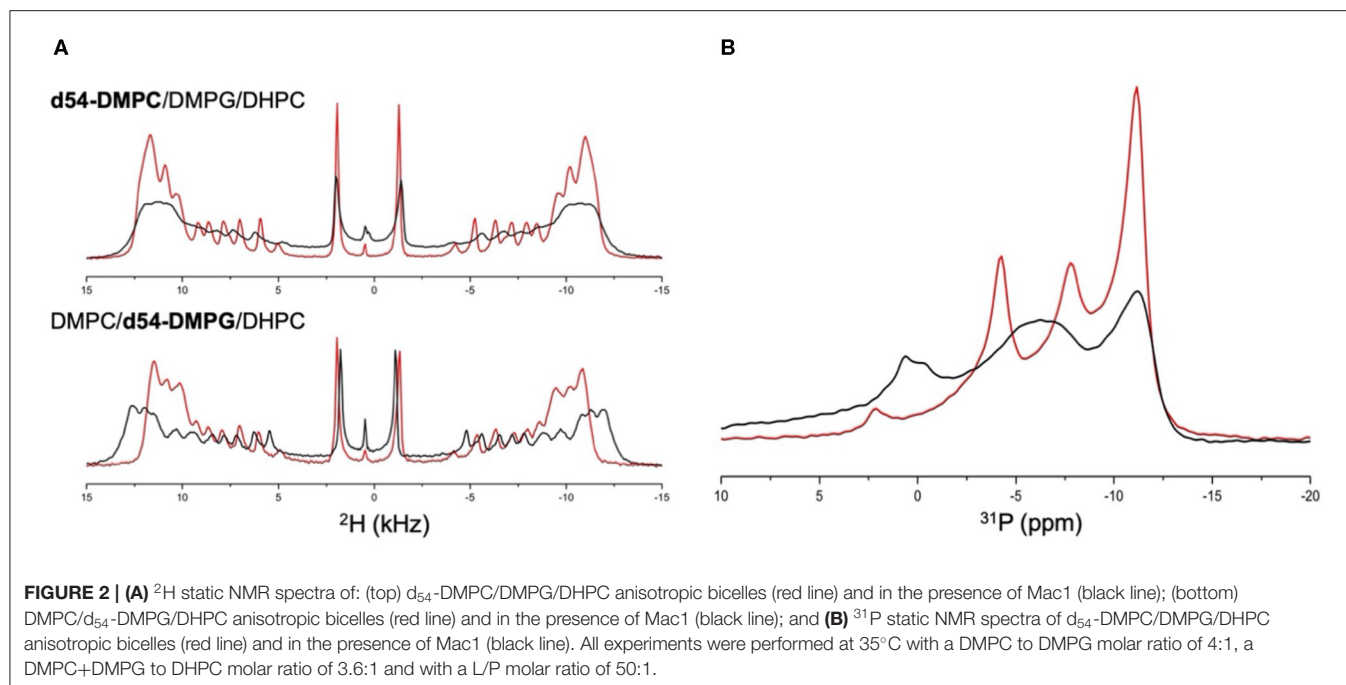 A
d54-DMPC/DMPG/DHPC
15 10 5 0 -5 -10 -15
DMPC/d54-DMPG/DHPC
15 10 5 0 -5 -10 -15
²H (kHz)
B
10 5 0 -5 -10 -15 -20
³¹P (ppm)
FIGURE 2 | (A) ²H static NMR spectra of: (top) d₅₄-DMPC/DMPG/DHPC anisotropic bicelles (red line) and in the presence of Mac1 (black line); (bottom)
DMPC/d₅₄-DMPG/DHPC anisotropic bicelles (red line) and in the presence of Mac1 (black line); and (B) ³¹P static NMR spectra of d₅₄-DMPC/DMPG/DHPC
anisotropic bicelles (red line) and in the presence of Mac1 (black line). All experiments were performed at 35°C with a DMPC to DMPG molar ratio of 4:1, a
DMPC+DMPG to DHPC molar ratio of 3.6:1 and with a L/P molar ratio of 50:1.